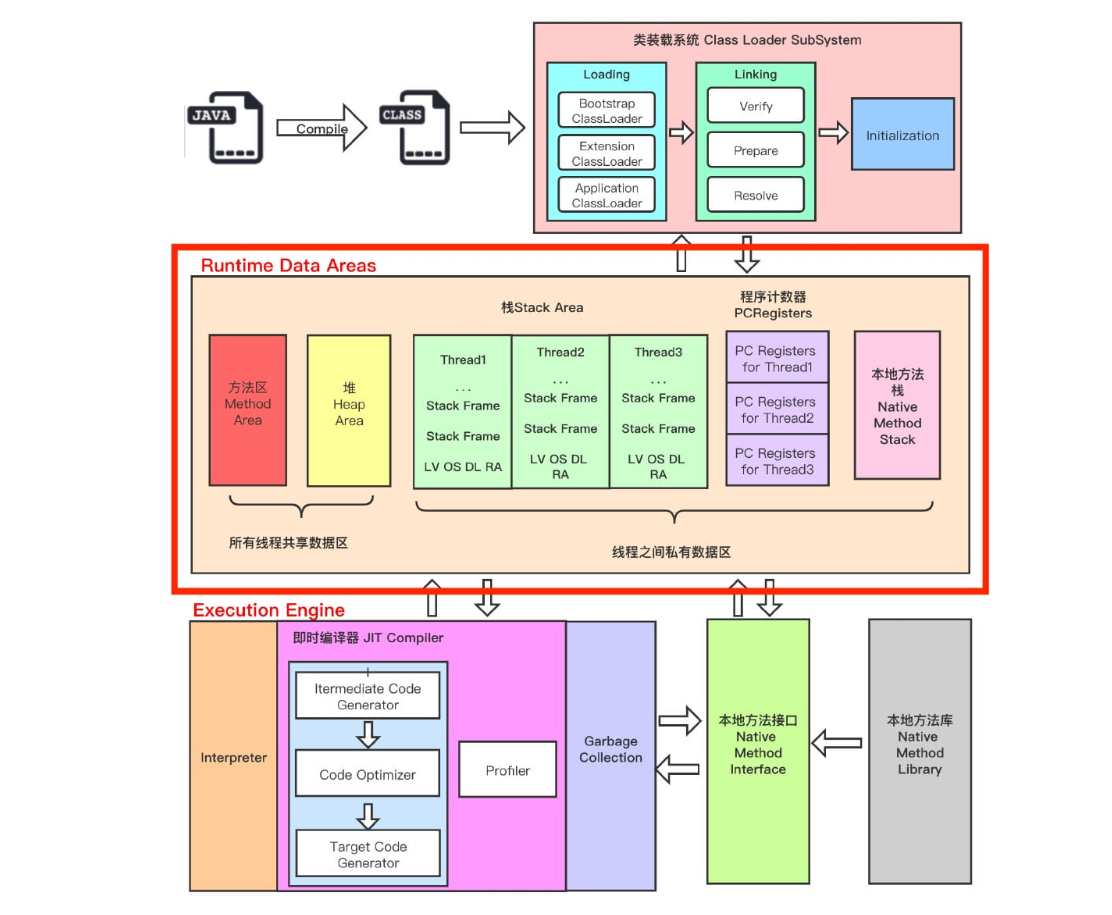 类装载系统 Class Loader SubSystem
Loading
Linking
JAVA
Compile
CLASS
Bootstrap
ClassLoader
Extension
ClassLoader
Application
ClassLoader
Verify
Prepare
Resolve
Initialization
Runtime Data Areas
栈Stack Area
程序计数器
PCRegisters
方法区
Method
Area
堆
Heap
Area
Thread1
...
Stack Frame
Stack Frame
LV OS DL RA
Thread2
...
Stack Frame
Stack Frame
LV OS DL
RA
Thread3
...
Stack Frame
Stack Frame
LV OS DL
RA
PC Registers
for Thread1
PC Registers
for Thread2
PC Registers
for Thread3
本地方法
栈
Native
Method
Stack
所有线程共享数据区
线程之间私有数据区
Execution Engine
Interpreter
即时编译器 JIT Compiler
Itermediate Code
Generator
Code Optimizer
Target Code
Generator
Profiler
Garbage
Collection
本地方法接口
Native
Method
Interface
本地方法库
Native
Method
Library